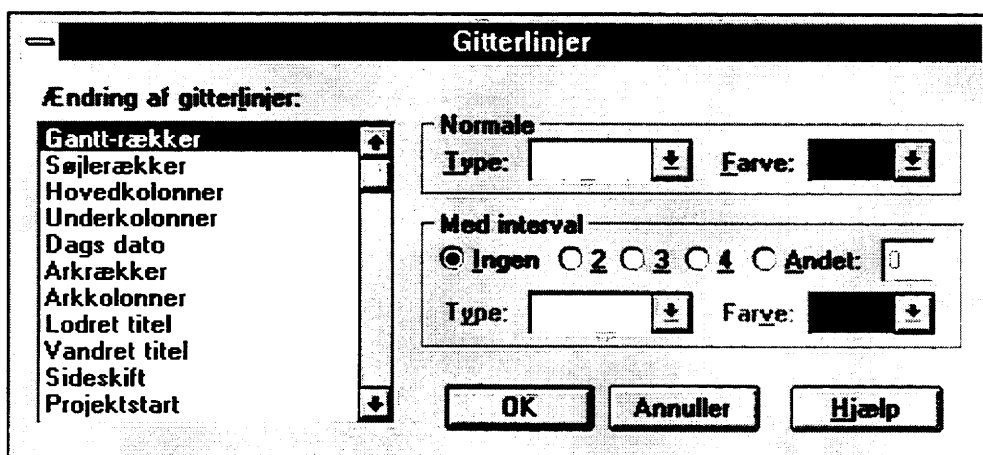 Gitterlinjer
Ændring af gitterlinjer:
Gantt-rækker
Søjlerækker
Hovedkolonner
Underkolonner
Dags dato
Arkrækker
Arkkolonner
Lodret titel
Vandret titel
Sideskift
Projektstart
Normale
Type: Farve:
Med interval
Ingen 2 3 4 Andet: 0
Type: Farve:
OK Annuller Hjælp